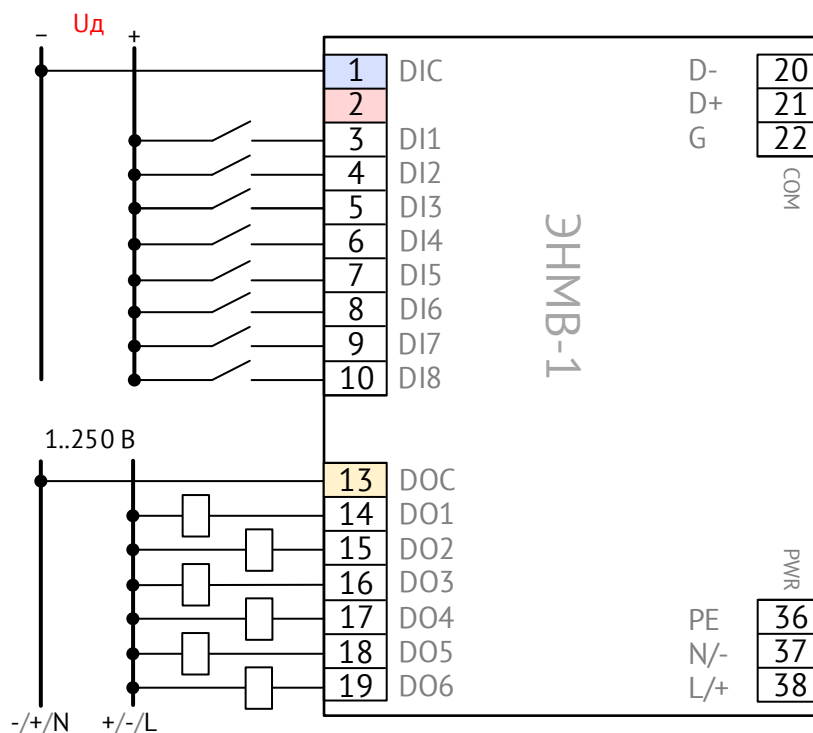 Uд
− +
1 DIC
2
3 DI1
4 DI2
5 DI3
6 DI4
7 DI5
8 DI6
9 DI7
10 DI8
1..250 В
13 DOC
14 DO1
15 DO2
16 DO3
17 DO4
18 DO5
19 DO6
-/+/N +/-/L
ЭНМВ-1
D- 20
D+ 21
G 22
COM
PWR
PE 36
N/- 37
L/+ 38